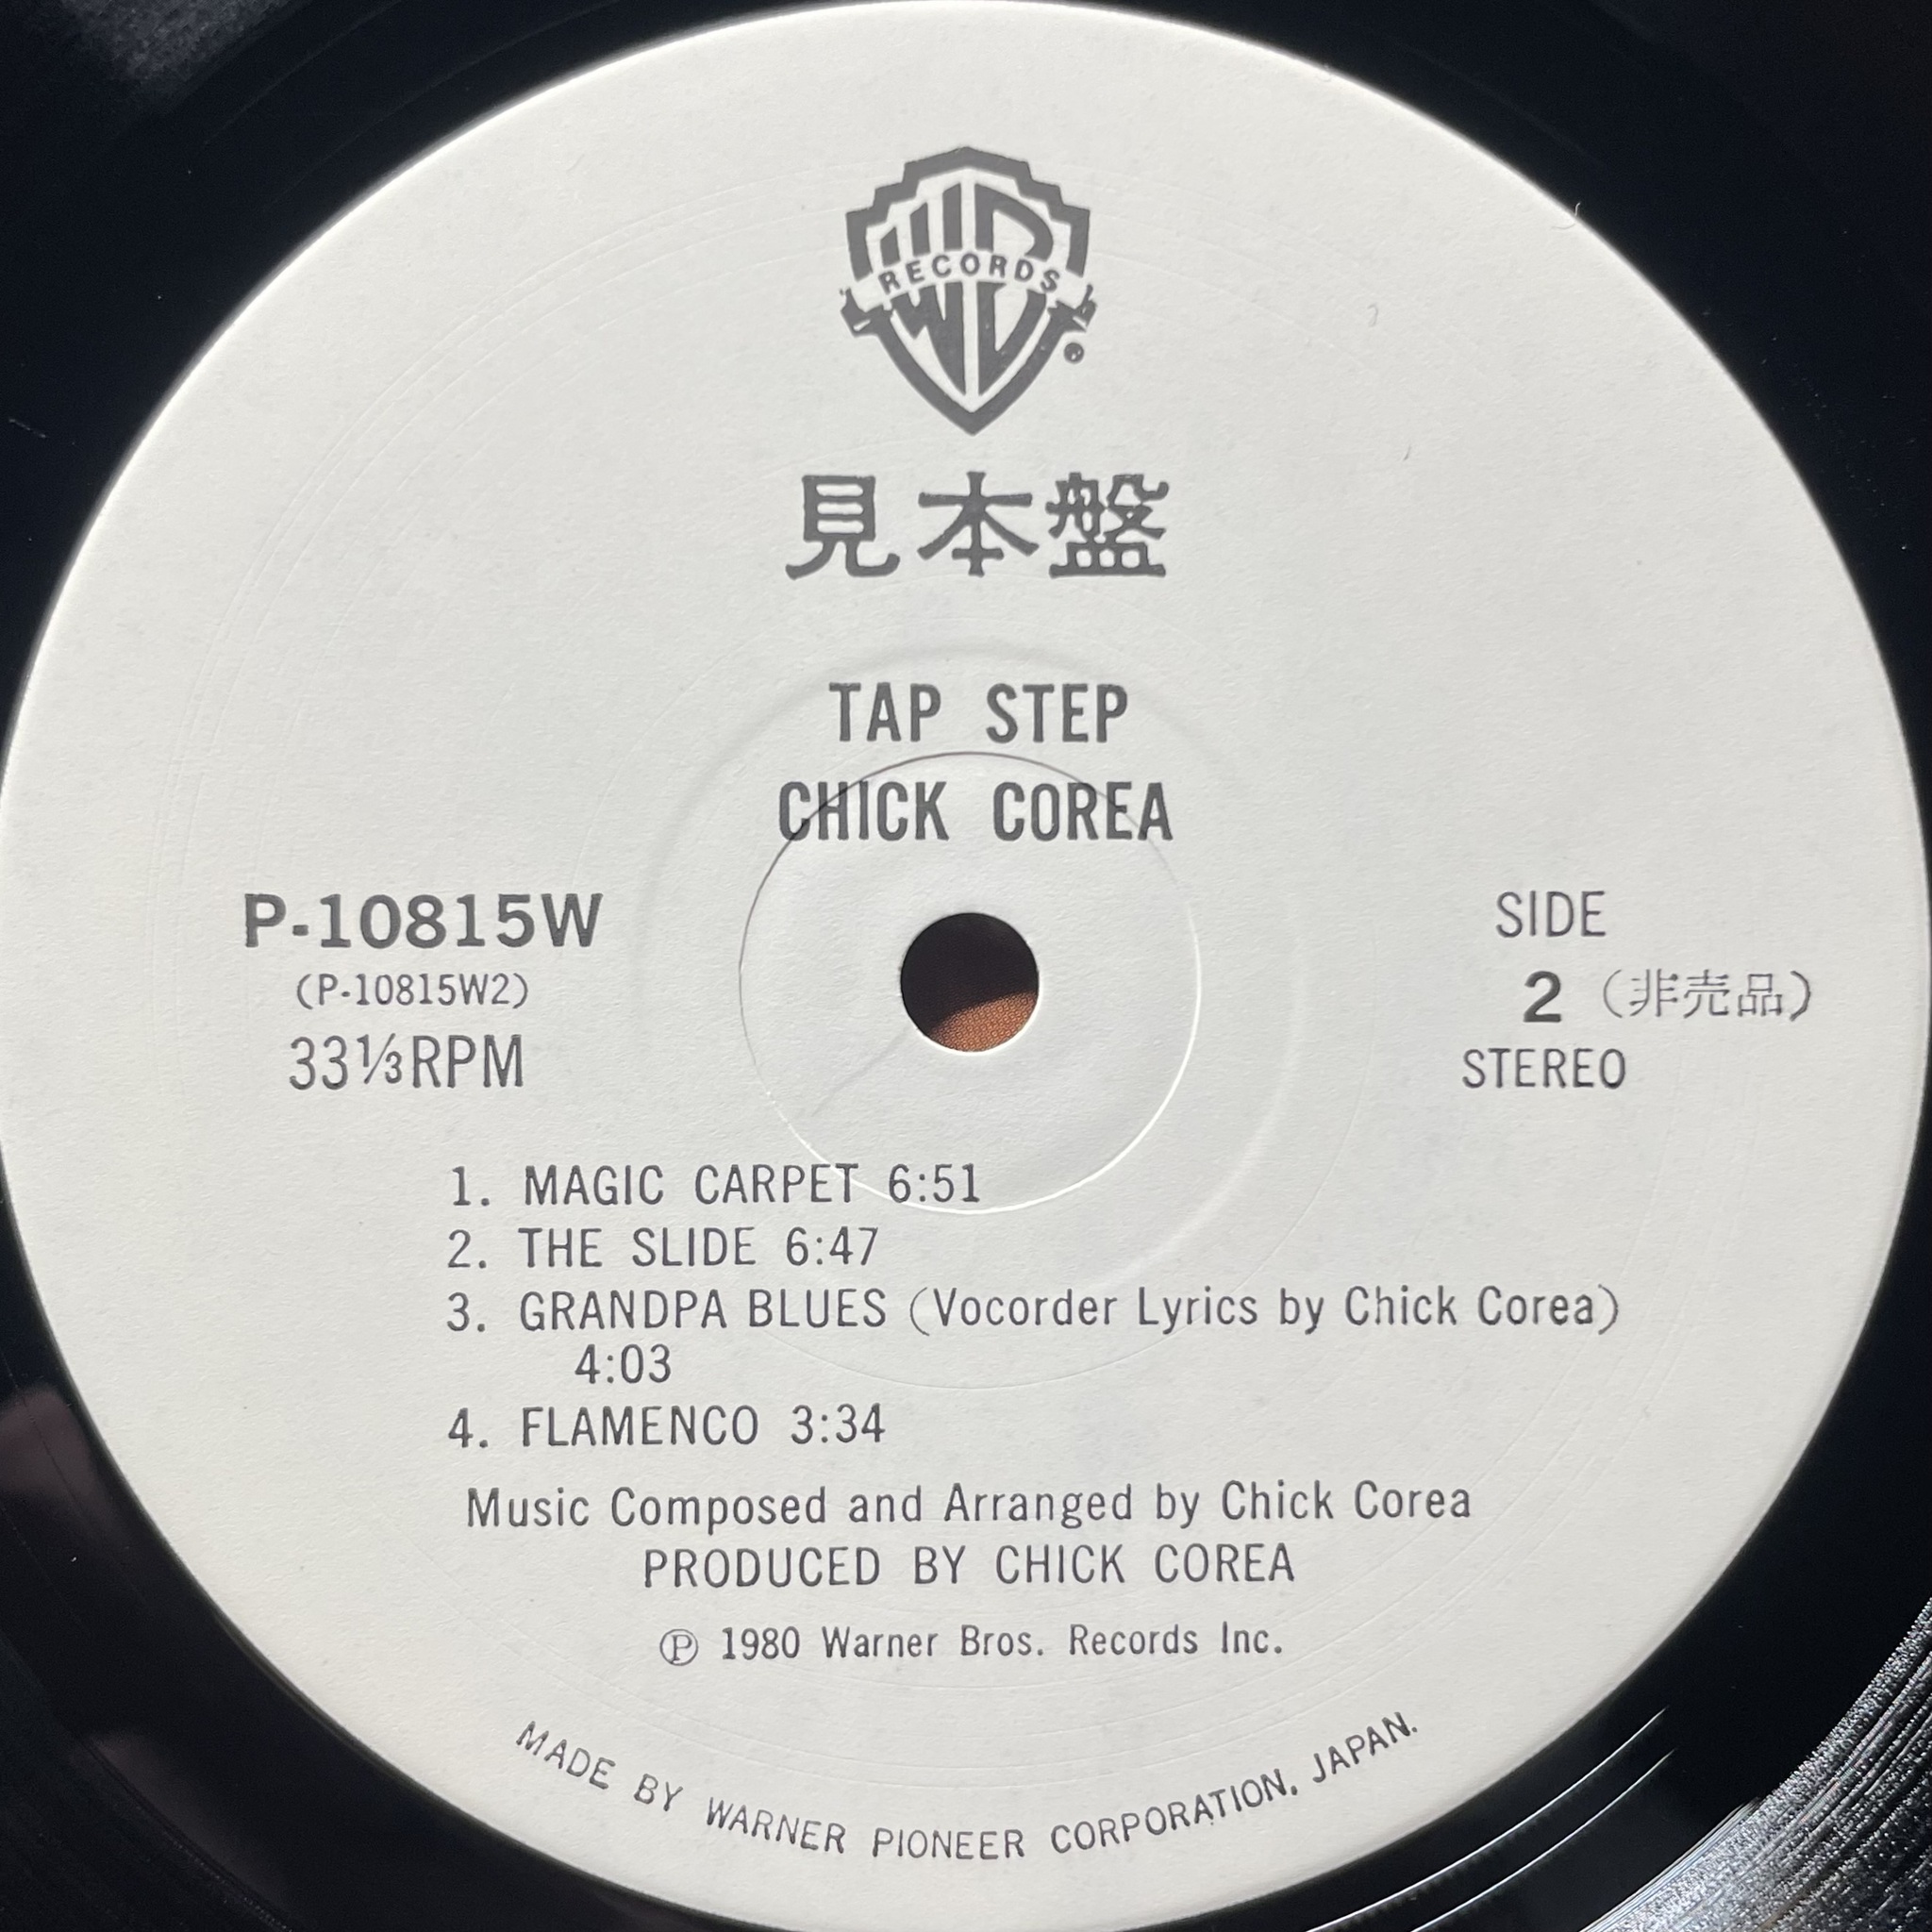 WB
RECORDS
®
見本盤
TAP STEP
CHICK COREA
P-10815W
(P-10815W2)
33⅓RPM
SIDE
2 (非売品)
STEREO
1. MAGIC CARPET 6:51
2. THE SLIDE 6:47
3. GRANDPA BLUES (Vocorder Lyrics by Chick Corea)
4:03
4. FLAMENCO 3:34
Music Composed and Arranged by Chick Corea
PRODUCED BY CHICK COREA
Ⓟ 1980 Warner Bros. Records Inc.
MADE BY WARNER PIONEER CORPORATION, JAPAN.